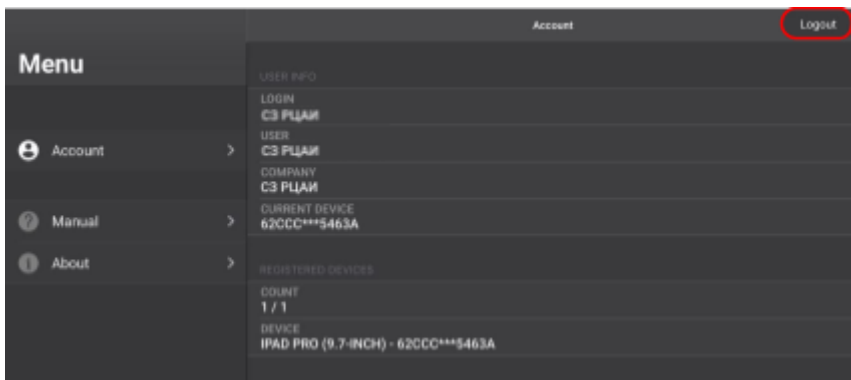 Account
Logout
Menu
USER INFO
LOGIN
СЗ РЦАИ
Account
USER
СЗ РЦАИ
COMPANY
СЗ РЦАИ
Manual
CURRENT DEVICE
62CCC***5463A
About
REGISTERED DEVICES
COUNT
1 / 1
DEVICE
IPAD PRO (9.7-INCH) - 62CCC***5463A